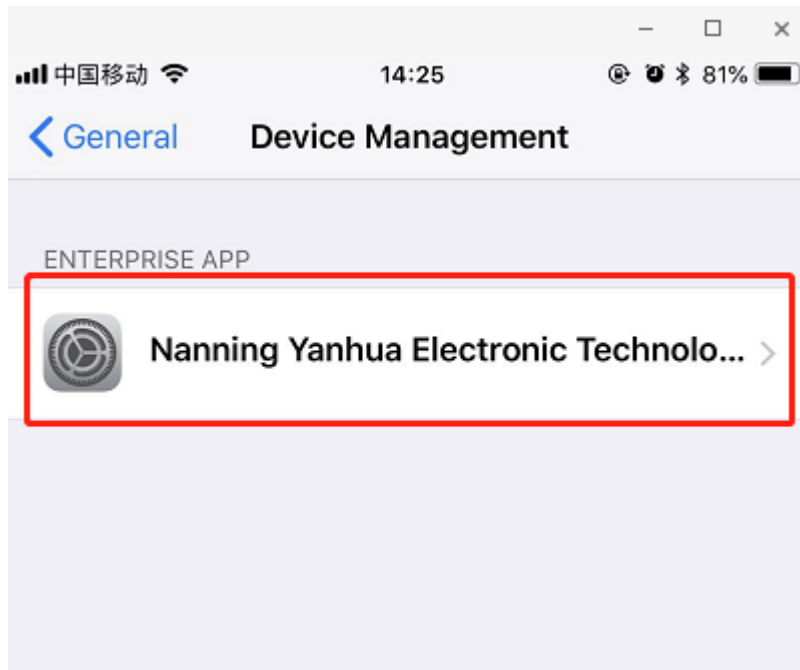 中国移动 14:25 81%
General Device Management
ENTERPRISE APP
Nanning Yanhua Electronic Technolo...